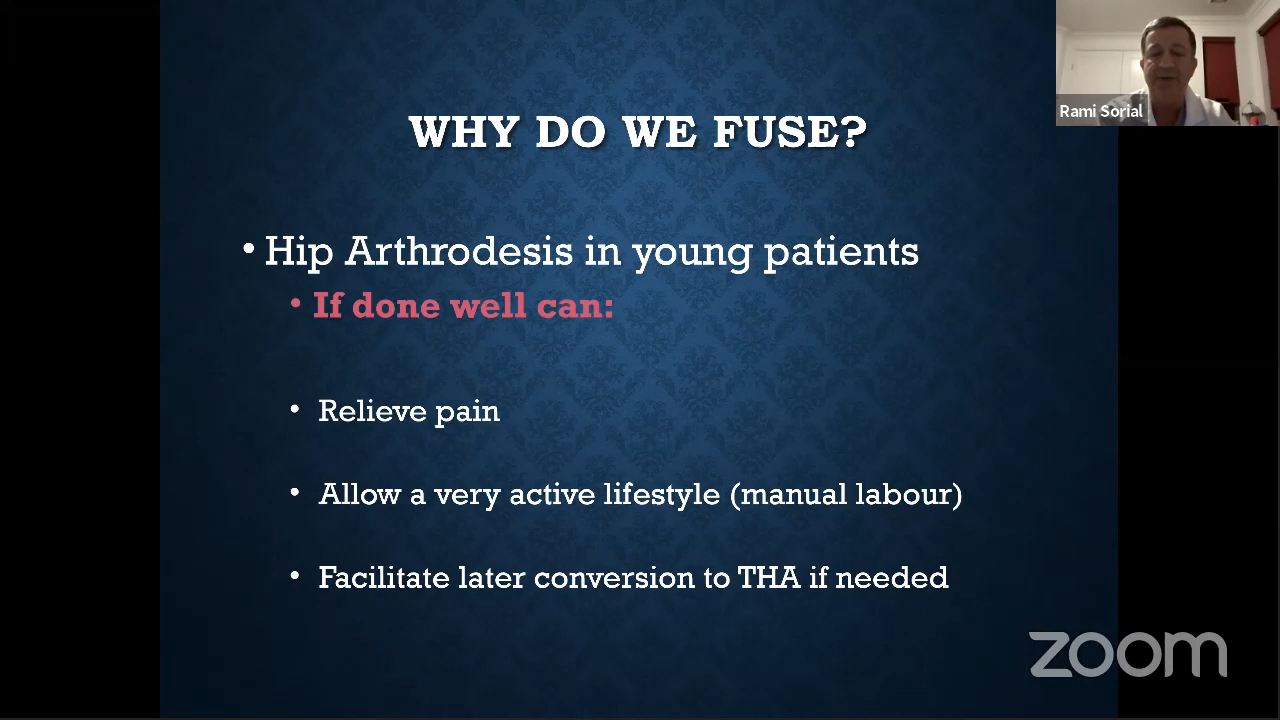 WHY DO WE FUSE?
Rami Sorial
• Hip Arthrodesis in young patients
• If done well can:
• Relieve pain
• Allow a very active lifestyle (manual labour)
• Facilitate later conversion to THA if needed
zoom